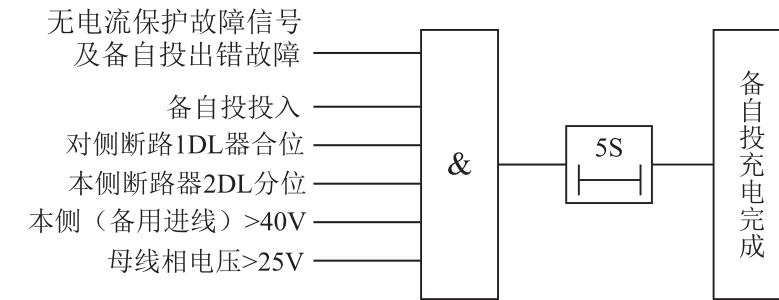 无电流保护故障信号
及备自投出错故障
备自投投入
对侧断路1DL器合位
本侧断路器2DL分位
本侧（备用进线）>40V
母线相电压>25V
&
5S
备自投充电完成